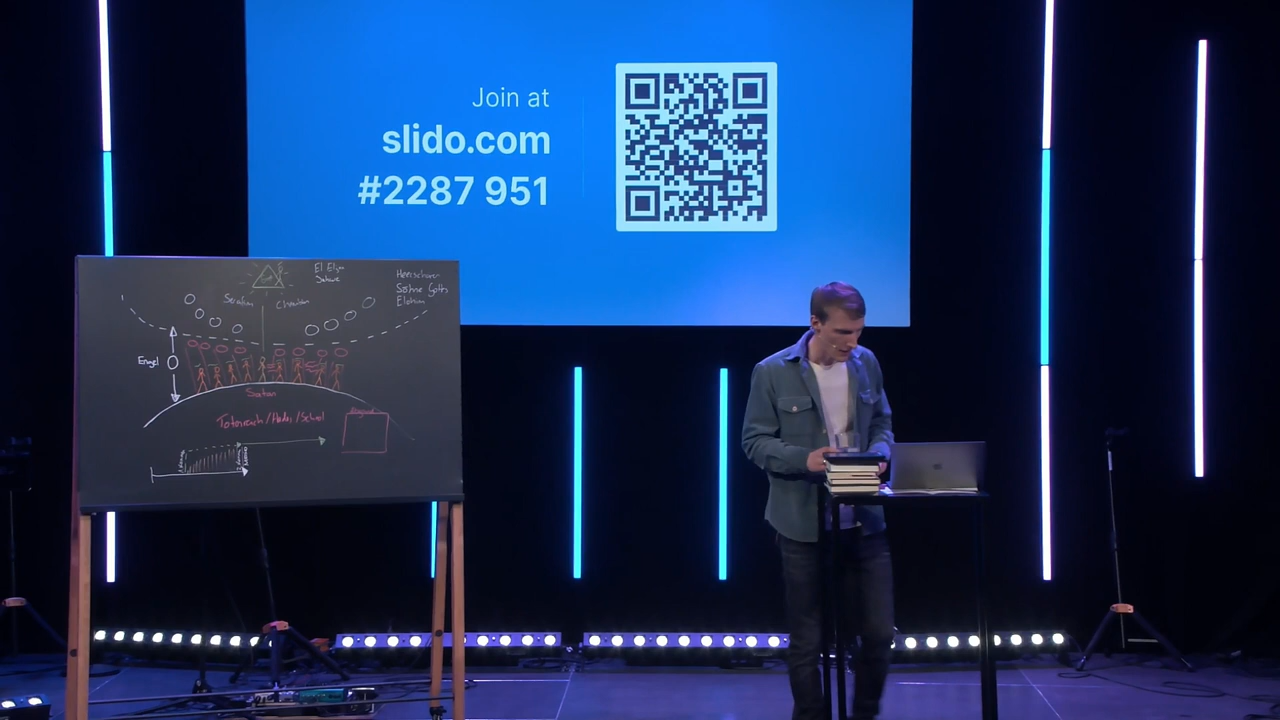 Join at
slido.com
#2287 951
El Elyon
Jahwe
Heerscharen
Söhne Gotts
Elohim
Serafim
Cherubim
Engel
Satan
Totenreich/Hades/Scheol